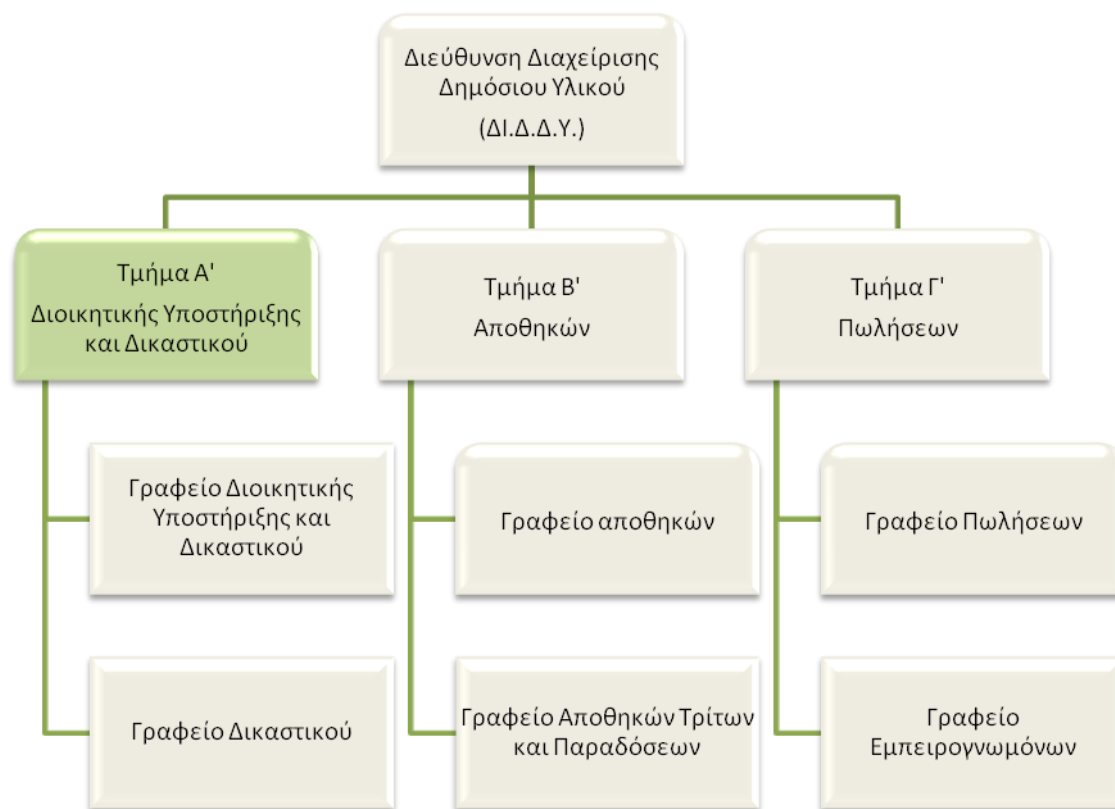 Διεύθυνση Διαχείρισης
Δημόσιου Υλικού
(ΔΙ.Δ.Δ.Υ.)
Τμήμα Α'
Διοικητικής Υποστήριξης
και Δικαστικού
Τμήμα Β'
Αποθηκών
Τμήμα Γ'
Πωλήσεων
Γραφείο Διοικητικής
Υποστήριξης και
Δικαστικού
Γραφείο αποθηκών
Γραφείο Πωλήσεων
Γραφείο Δικαστικού
Γραφείο Αποθηκών Τρίτων
και Παραδόσεων
Γραφείο
Εμπειρογνωμόνων